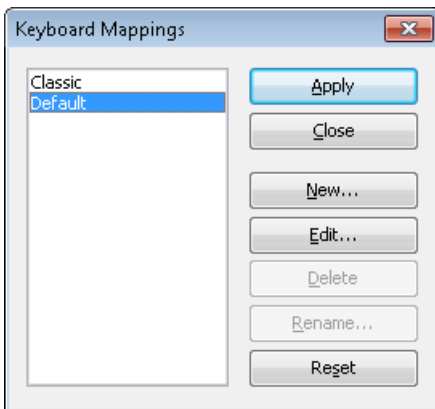 Keyboard Mappings
Classic
Default
Apply
Close
New...
Edit...
Delete
Rename...
Reset